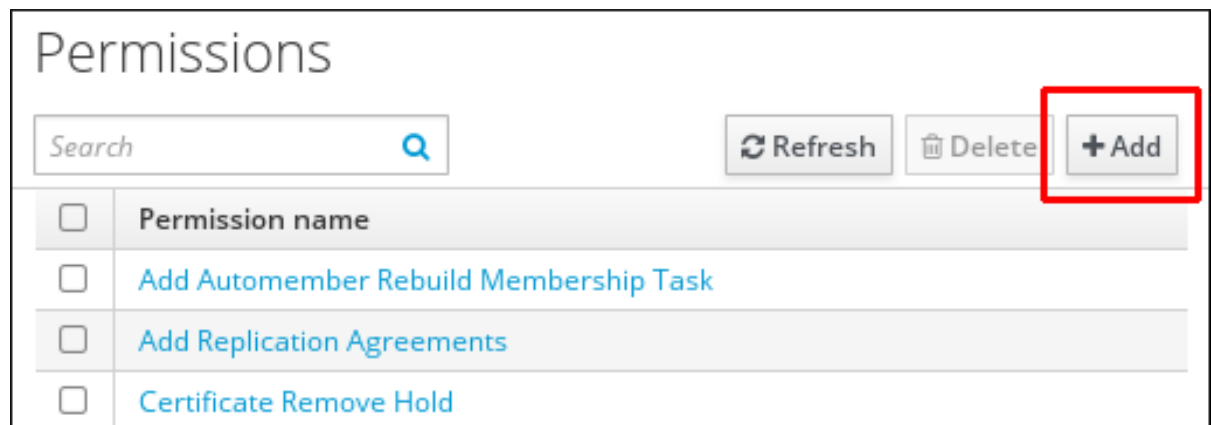 Permissions
Search Refresh Delete +Add
Permission name
Add Automember Rebuild Membership Task
Add Replication Agreements
Certificate Remove Hold